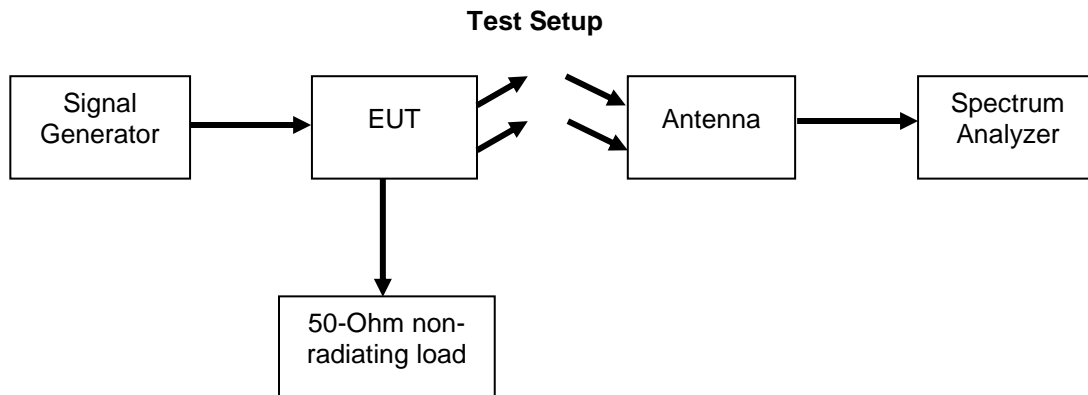 Test Setup
Signal
Generator
EUT
Antenna
Spectrum
Analyzer
50-Ohm non-
radiating load